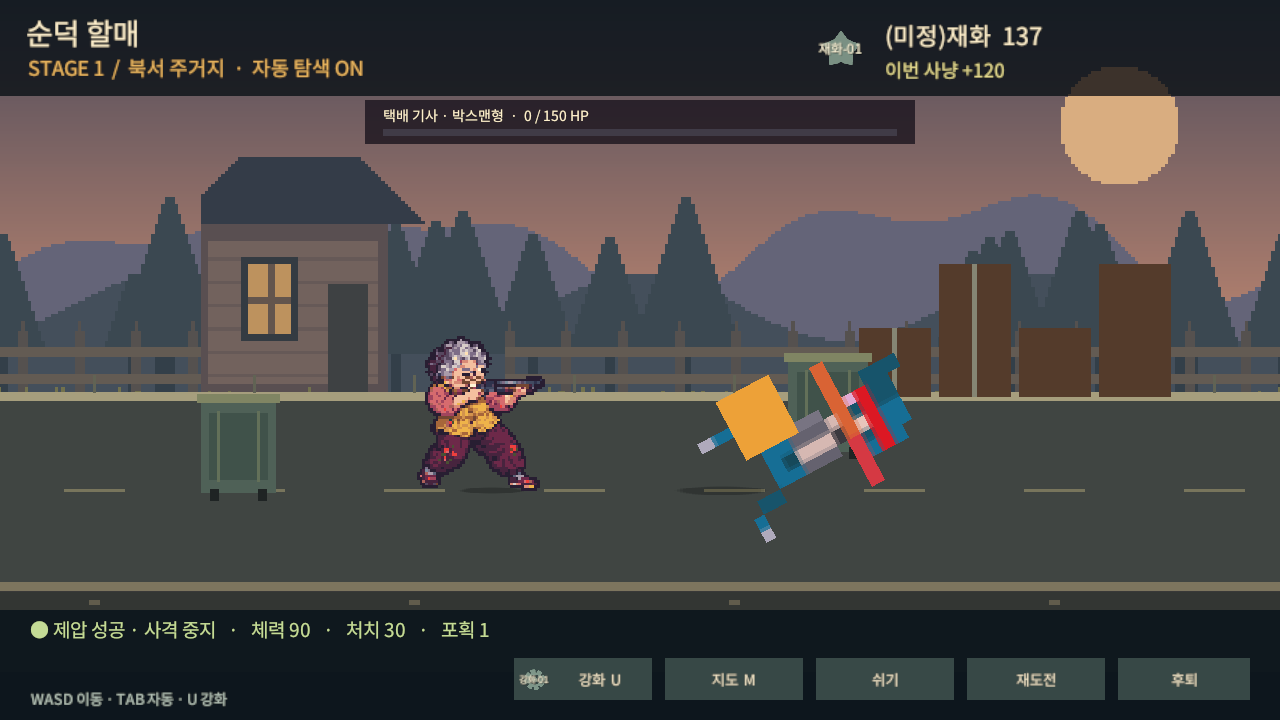 순덕 할매
STAGE 1 / 북서 주거지 · 자동 탐색 ON
재화-01
(미정)재화 137
이번 사냥 +120
택배 기사 · 박스맨형 · 0 / 150 HP
제압 성공 · 사격 중지 · 체력 90 · 처치 30 · 포획 1
강화 U
지도 M
쉬기
재도전
후퇴
WASD 이동 · TAB 자동 · U 강화